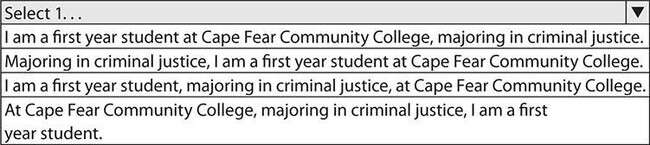 Select 1. . .
I am a first year student at Cape Fear Community College, majoring in criminal justice.
Majoring in criminal justice, I am a first year student at Cape Fear Community College.
I am a first year student, majoring in criminal justice, at Cape Fear Community College.
At Cape Fear Community College, majoring in criminal justice, I am a first
year student.